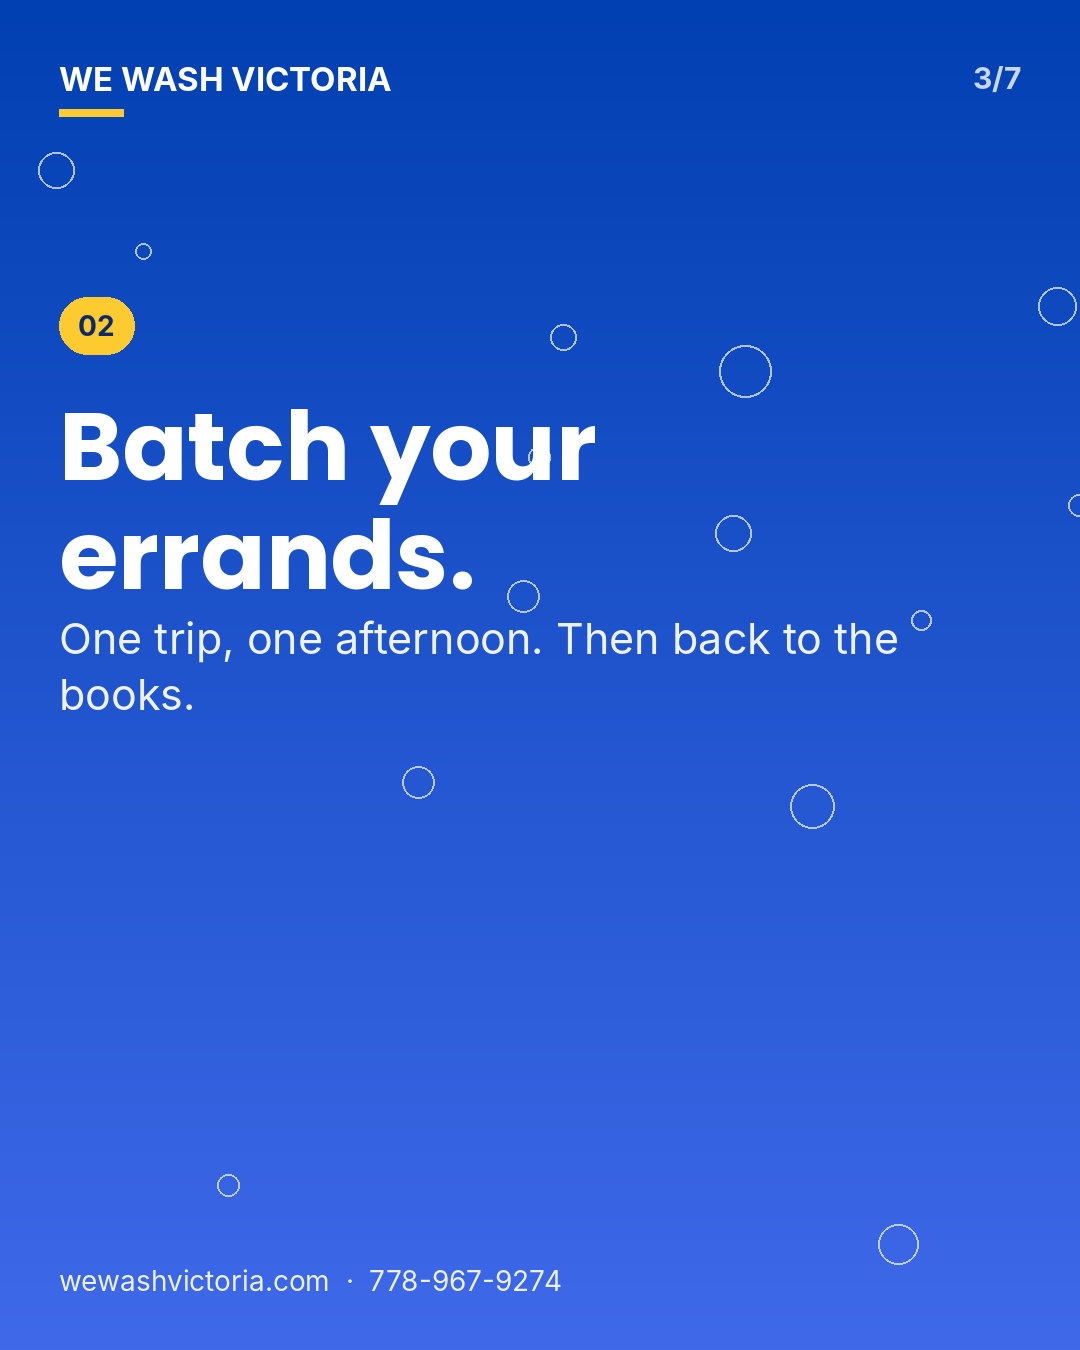 WE WASH VICTORIA
3/7
02
Batch your
errands.
One trip, one afternoon. Then back to the
books.
wewashvictoria.com · 778-967-9274